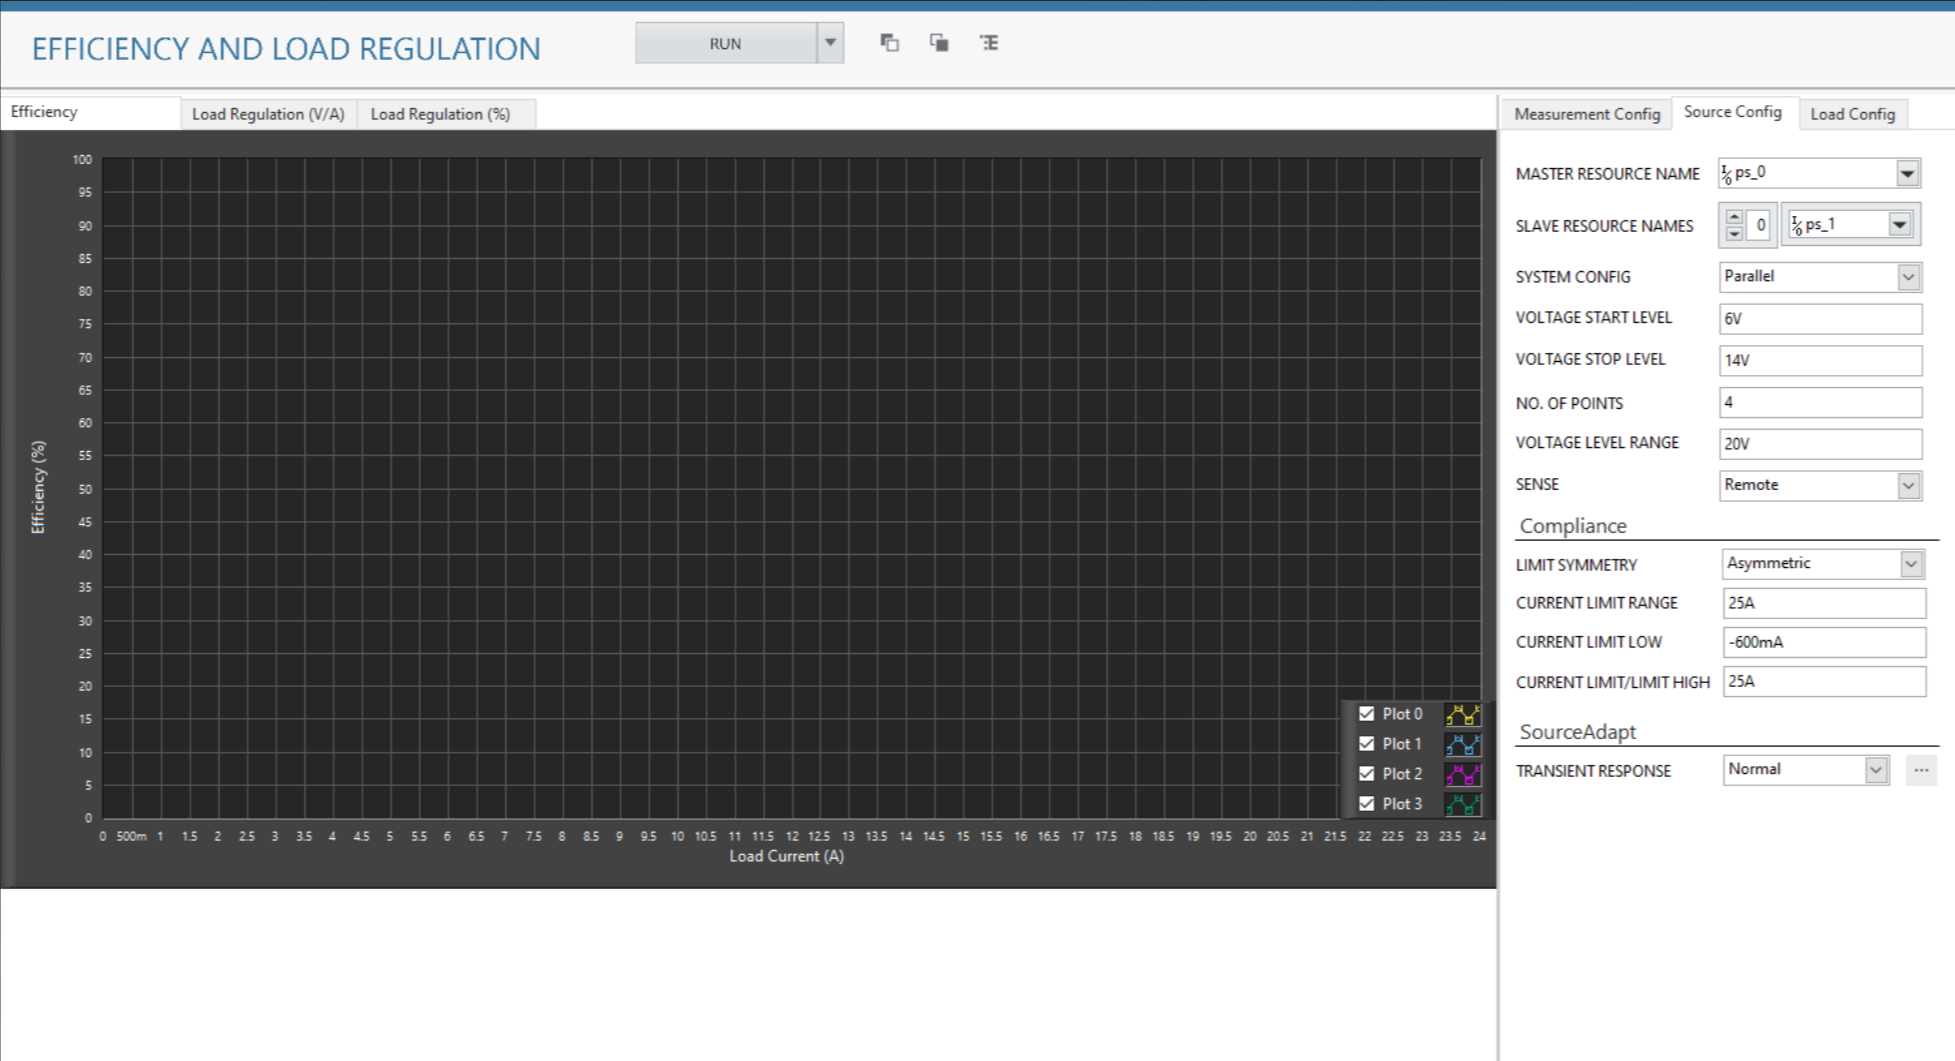 EFFICIENCY AND LOAD REGULATION
RUN
Efficiency
Load Regulation (V/A)
Load Regulation (%)
Measurement Config
Source Config
Load Config
Efficiency (%)
100
95
90
85
80
75
70
65
60
55
50
45
40
35
30
25
20
15
10
5
0
0 500m 1 1.5 2 2.5 3 3.5 4 4.5 5 5.5 6 6.5 7 7.5 8 8.5 9 9.5 10 10.5 11 11.5 12 12.5 13 13.5 14 14.5 15 15.5 16 16.5 17 17.5 18 18.5 19 19.5 20 20.5 21 21.5 22 22.5 23 23.5 24
Load Current (A)
Plot 0
Plot 1
Plot 2
Plot 3
MASTER RESOURCE NAME ps_0
SLAVE RESOURCE NAMES 0 ps_1
SYSTEM CONFIG Parallel
VOLTAGE START LEVEL 6V
VOLTAGE STOP LEVEL 14V
NO. OF POINTS 4
VOLTAGE LEVEL RANGE 20V
SENSE Remote
Compliance
LIMIT SYMMETRY Asymmetric
CURRENT LIMIT RANGE 25A
CURRENT LIMIT LOW -600mA
CURRENT LIMIT/LIMIT HIGH 25A
SourceAdapt
TRANSIENT RESPONSE Normal ...